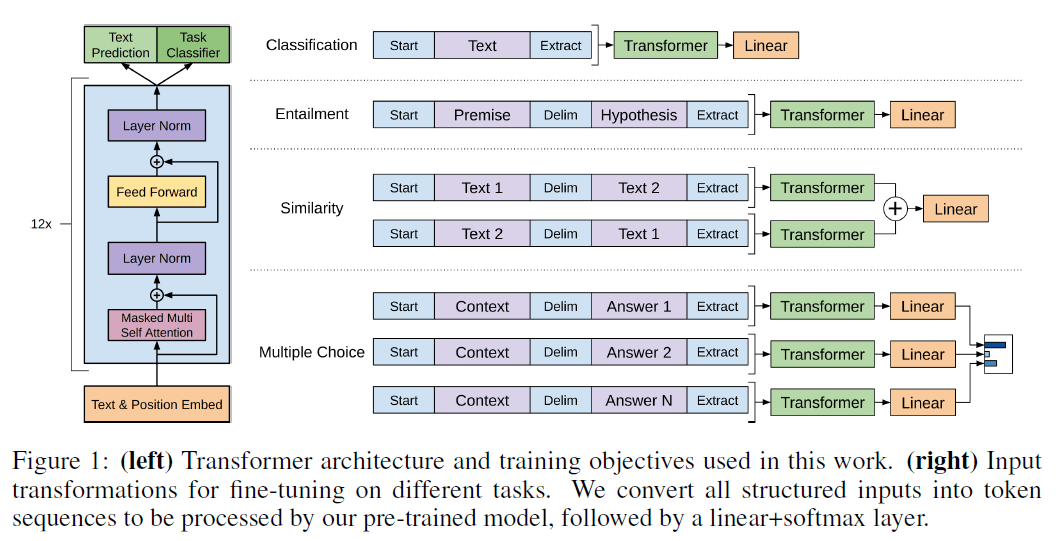 Text Prediction
Task Classifier
12x
Layer Norm
+
Feed Forward
Layer Norm
+
Masked Multi Self Attention
Text & Position Embed
Classification
Start Text Extract Transformer Linear
Entailment
Start Premise Delim Hypothesis Extract Transformer Linear
Similarity
Start Text 1 Delim Text 2 Extract Transformer
+ Linear
Start Text 2 Delim Text 1 Extract Transformer
Multiple Choice
Start Context Delim Answer 1 Extract Transformer Linear
Start Context Delim Answer 2 Extract Transformer Linear
Start Context Delim Answer N Extract Transformer Linear
Figure 1: (left) Transformer architecture and training objectives used in this work. (right) Input
transformations for fine-tuning on different tasks. We convert all structured inputs into token
sequences to be processed by our pre-trained model, followed by a linear+softmax layer.